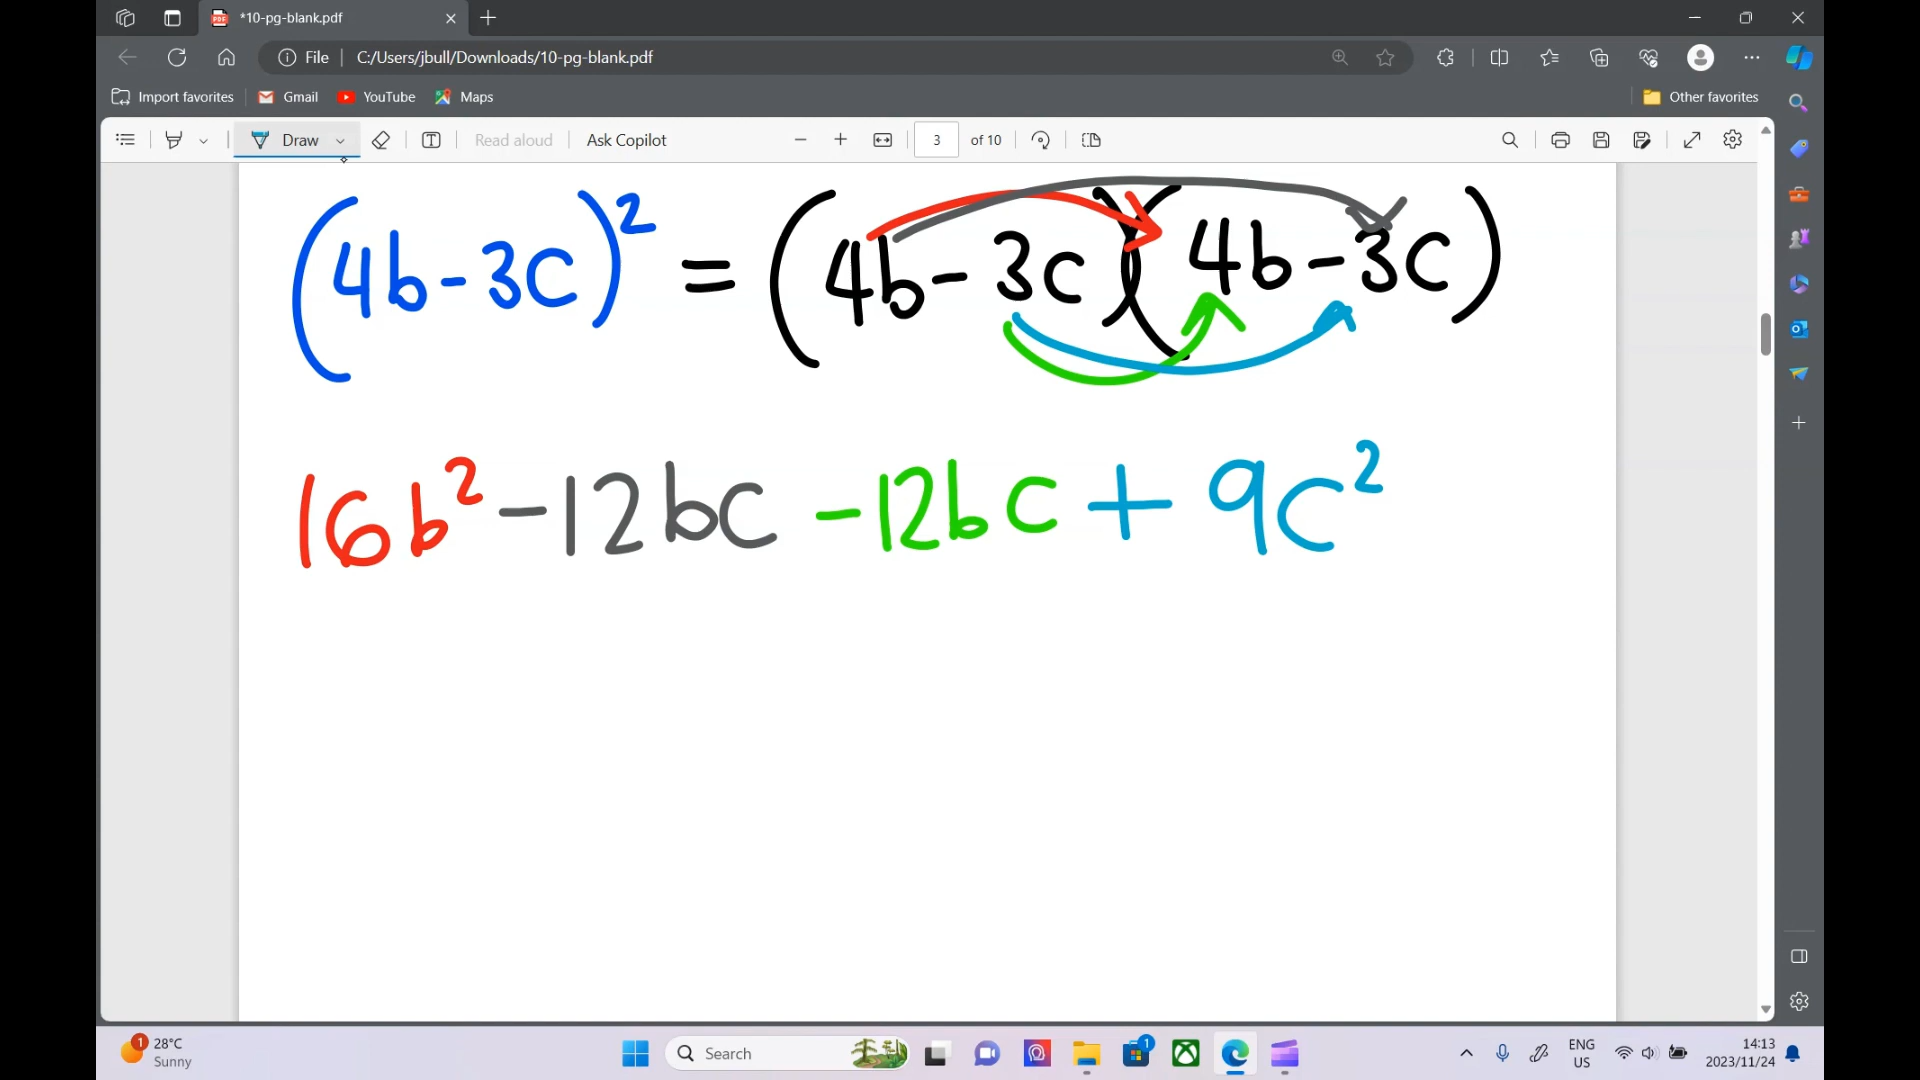 *10-pg-blank.pdf
File | C:/Users/jbull/Downloads/10-pg-blank.pdf
Import favorites Gmail YouTube Maps Other favorites
Draw Read aloud Ask Copilot 3 of 10
(4b-3c)² = (4b-3c)(4b-3c)
16b² -12bc -12bc + 9c²
1 28°C
Sunny
Search
1
ENG
US
14:13
2023/11/24